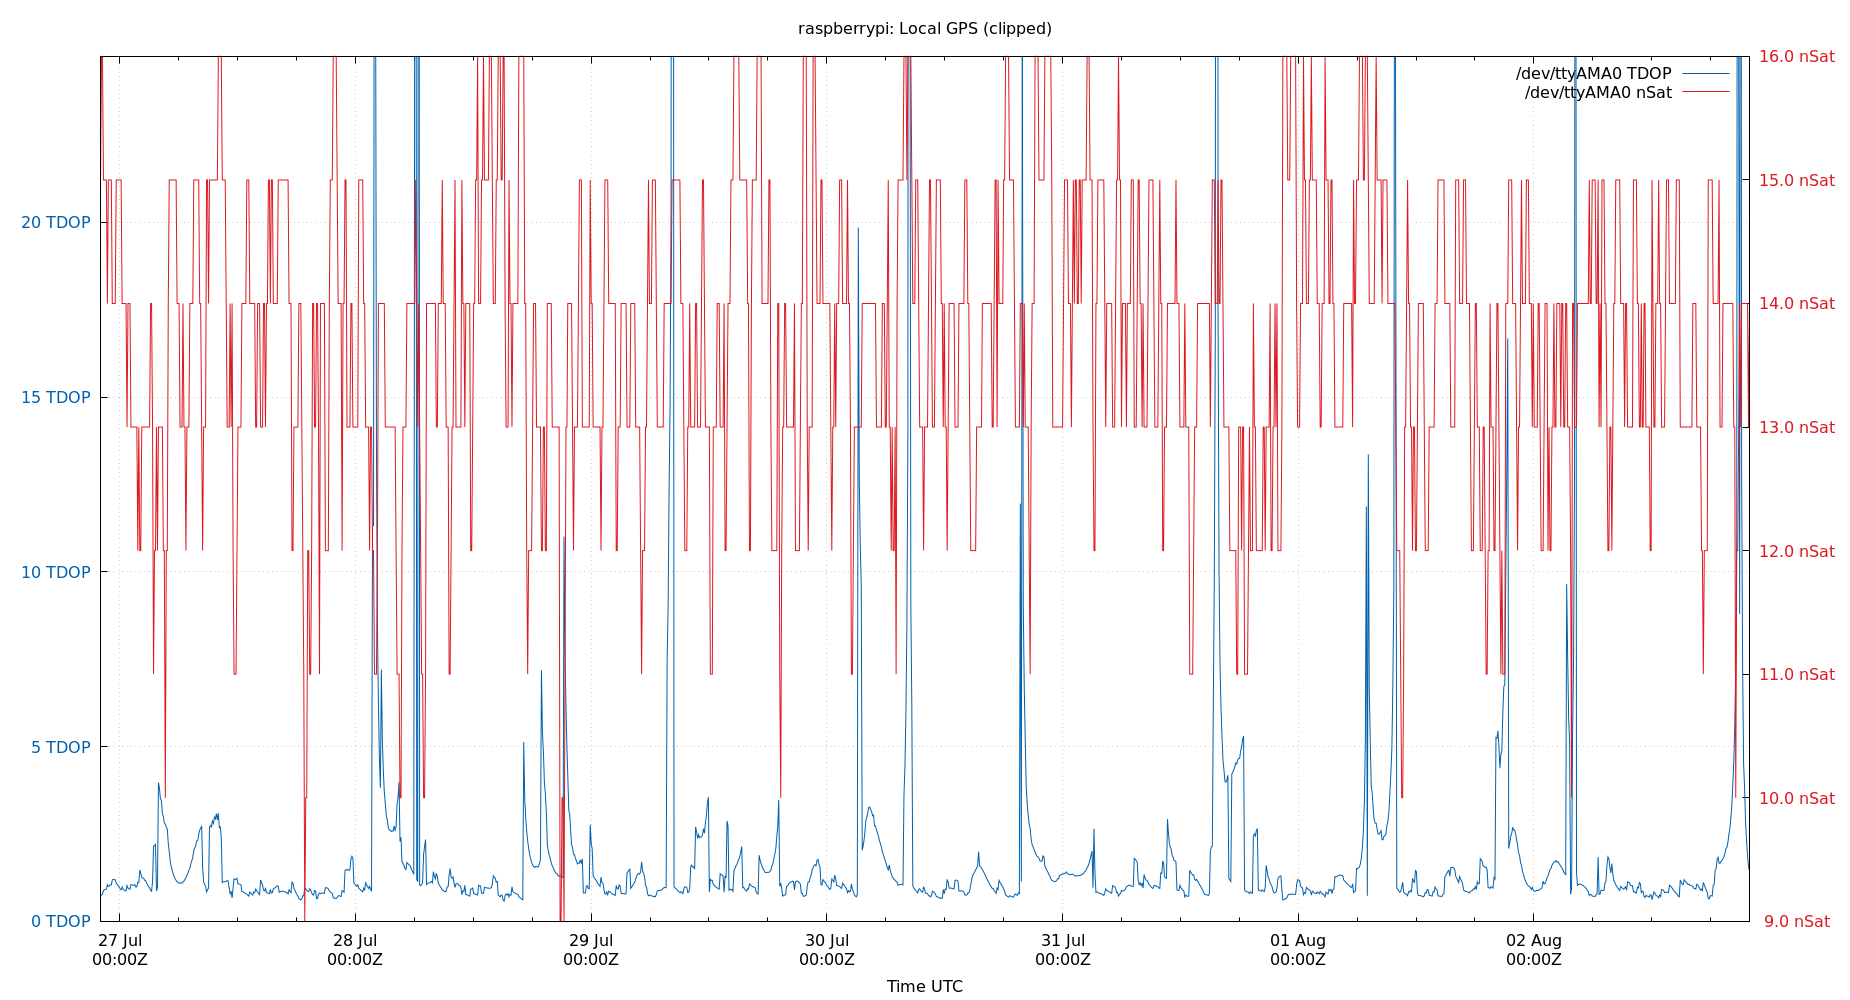 raspberrypi: Local GPS (clipped)
16.0 nSat
/dev/ttyAMA0 TDOP
/dev/ttyAMA0 nSat
15.0 nSat
20 TDOP
14.0 nSat
15 TDOP
13.0 nSat
12.0 nSat
10 TDOP
11.0 nSat
5 TDOP
10.0 nSat
0 TDOP
9.0 nSat
27 Jul 28 Jul 29 Jul 30 Jul 31 Jul 01 Aug 02 Aug
00:00Z 00:00Z 00:00Z 00:00Z 00:00Z 00:00Z 00:00Z
Time UTC